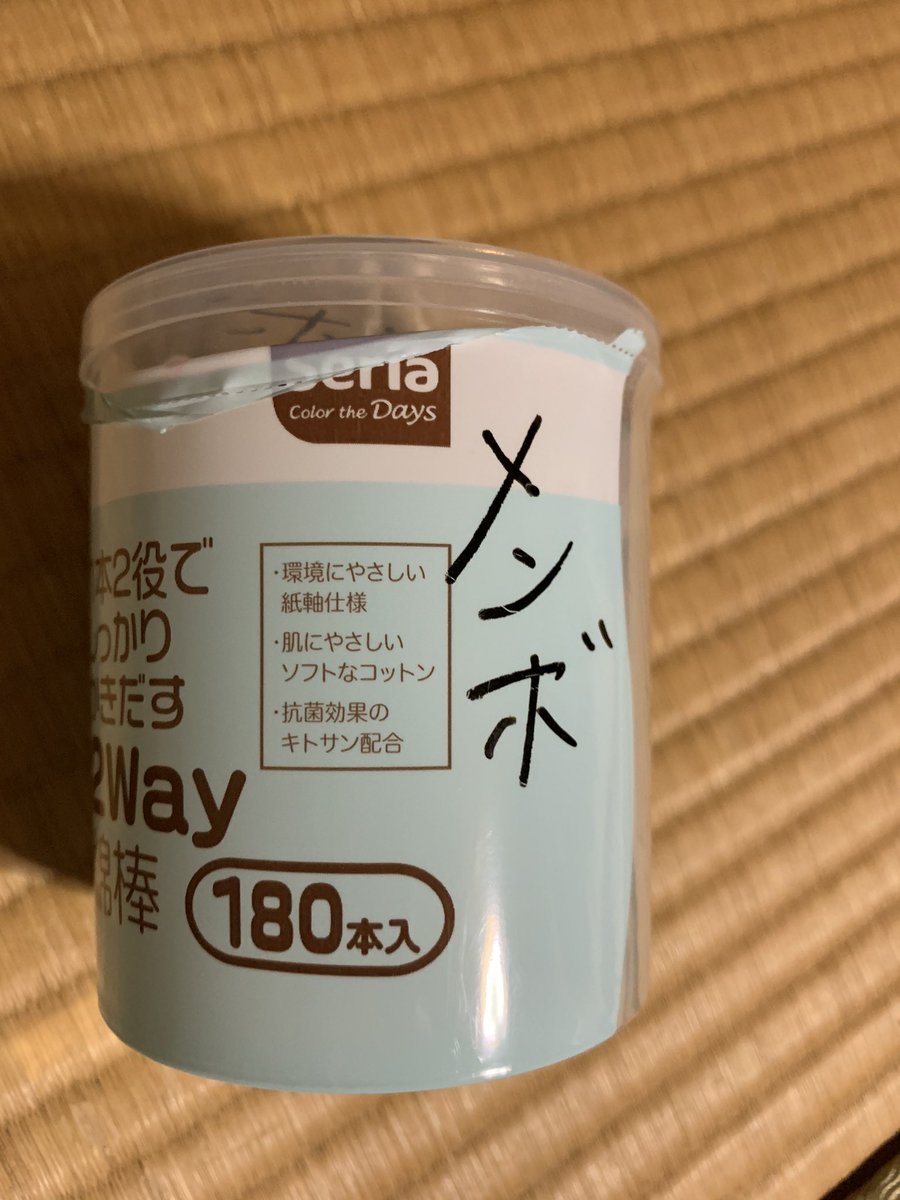 seria
Color the Days
本2役で
かり
きだす
2Way
綿棒
180本入
・環境にやさしい
紙軸仕様
・肌にやさしい
ソフトなコットン
・抗菌効果の
キトサン配合
メンボ